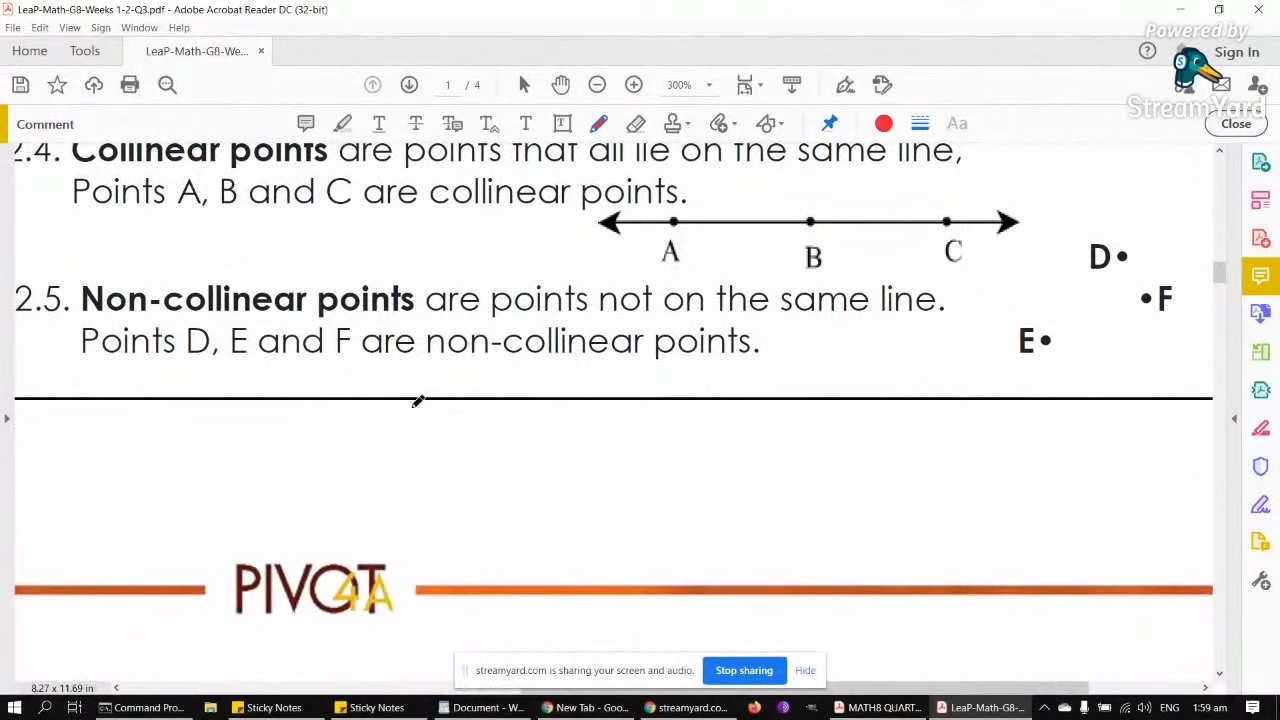 LeaP-Math-G8-Weeks 1-2-Q3.pdf - Adobe Acrobat Reader DC (32-bit)
File Edit View Sign Window Help
Powered by
StreamYard
Home Tools LeaP-Math-G8-We... × Sign In
1 / 4 300%
Comment Aa Close
2.4. Collinear points are points that all lie on the same line,
Points A, B and C are collinear points.
A B C
D
2.5. Non-collinear points are points not on the same line.
F
Points D, E and F are non-collinear points.
E
PIVOT 4A
streamyard.com is sharing your screen and audio. Stop sharing Hide
8.27 x 11.69 in
Command Pro... Sticky Notes Sticky Notes Document - W... New Tab - Goo... streamyard.co... MATH8 QUART... LeaP-Math-G8-... ENG 1:59 am